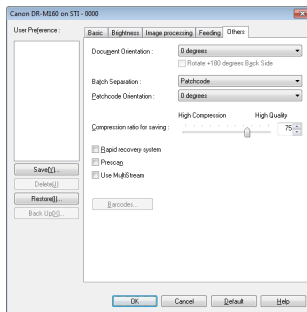 Canon DR-M160 on STI - 0000
User Preference :
Save(V)...
Delete(J)
Restore(I)...
Back Up(X)...
Basic Brightness Image processing Feeding Others
Document Orientation : 0 degrees
Rotate +180 degrees Back Side
Batch Separation : Patchcode
Patchcode Orientation : 0 degrees
High Compression High Quality
Compression ratio for saving : 75
Rapid recovery system
Prescan
Use MultiStream
Barcodes...
OK Cancel Default Help